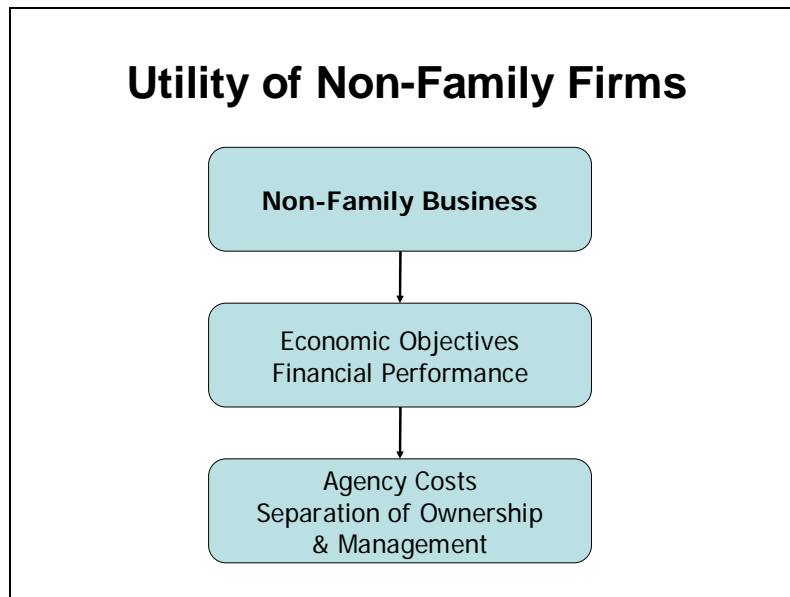 Utility of Non-Family Firms
Non-Family Business
Economic Objectives
Financial Performance
Agency Costs
Separation of Ownership
& Management